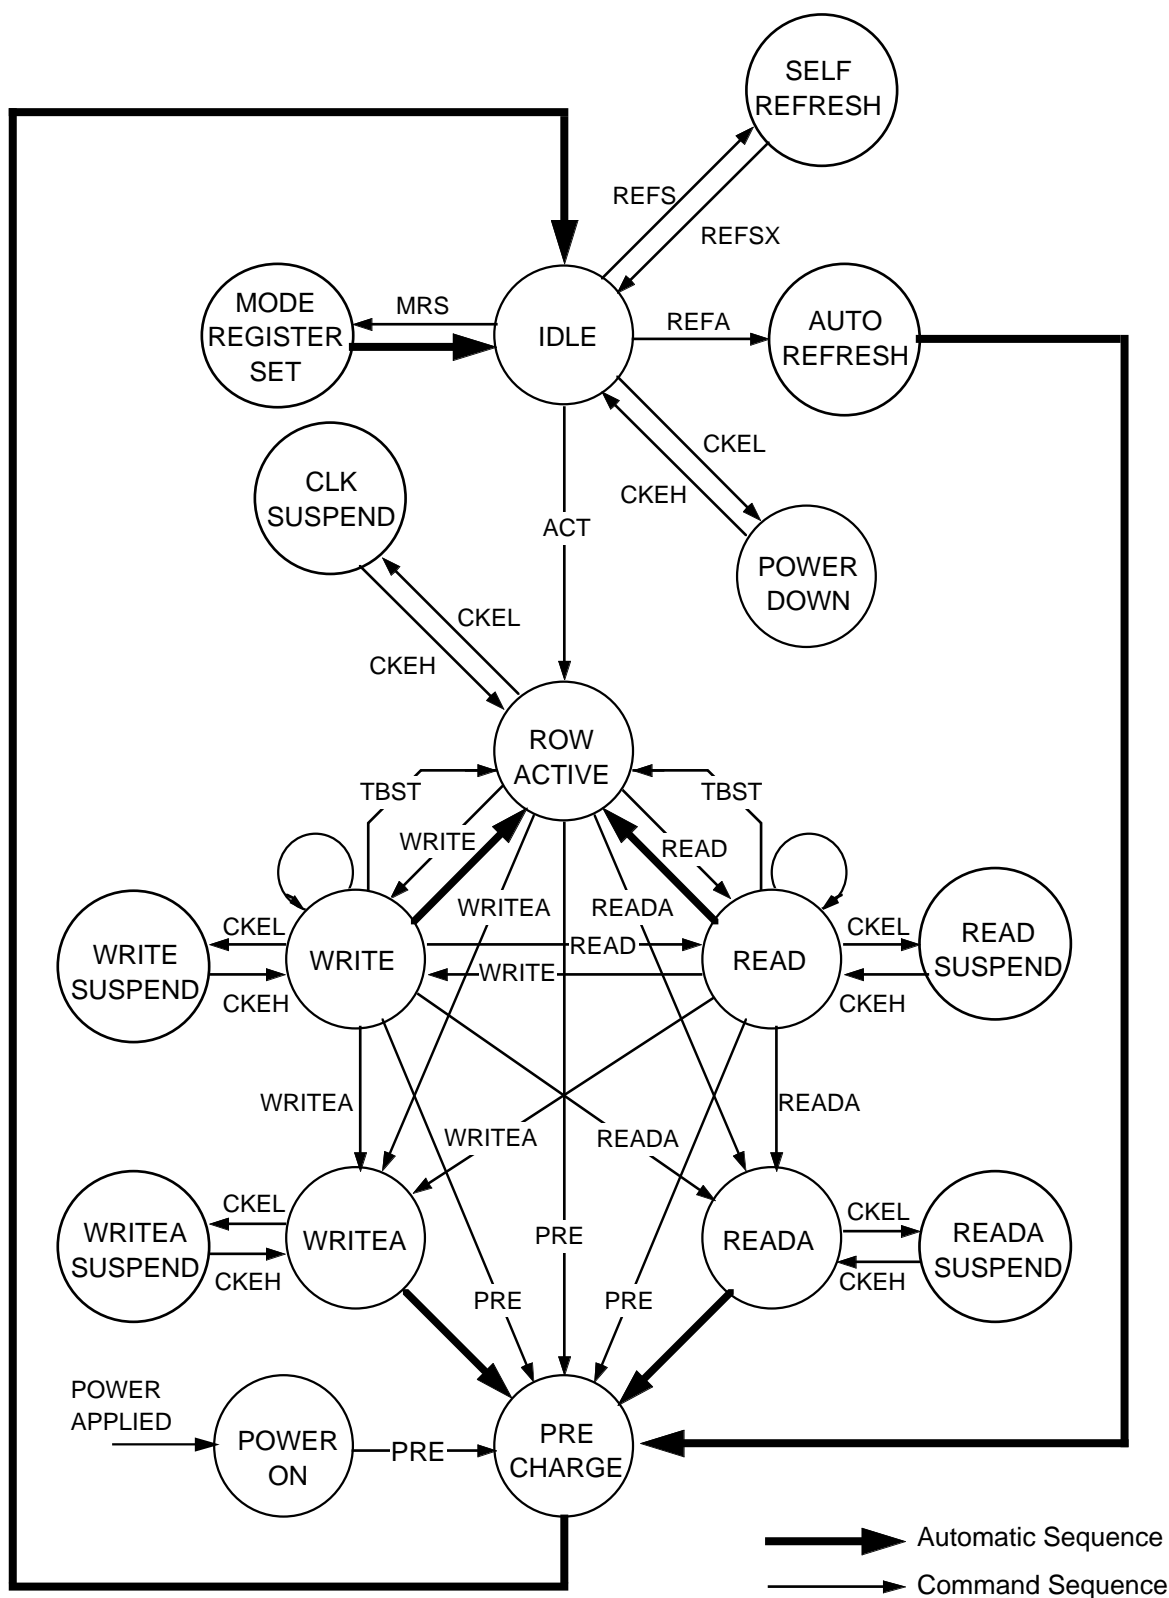 SELF
REFRESH
REFS
REFSX
MODE
REGISTER
SET
MRS
IDLE
REFA
AUTO
REFRESH
CLK
SUSPEND
CKEL
CKEH
ACT
POWER
DOWN
CKEL
CKEH
ROW
ACTIVE
TBST
TBST
WRITE
READ
WRITEA
READA
WRITE
SUSPEND
CKEL
CKEH
WRITE
READ
WRITE
READ
CKEL
CKEH
READ
SUSPEND
WRITEA
READA
WRITEA
READA
WRITEA
SUSPEND
CKEL
CKEH
WRITEA
PRE
READA
CKEL
CKEH
READA
SUSPEND
PRE
PRE
POWER
APPLIED
POWER
ON
PRE
PRE
CHARGE
Automatic Sequence
Command Sequence